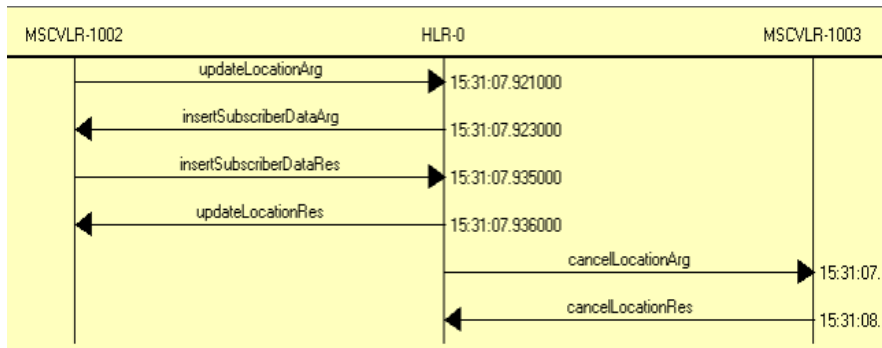 MSCVLR-1002 HLR-0 MSCVLR-1003
updateLocationArg
15:31:07.921000
insertSubscriberDataArg
15:31:07.923000
insertSubscriberDataRes
15:31:07.935000
updateLocationRes
15:31:07.936000
cancelLocationArg
15:31:07.
cancelLocationRes
15:31:08.